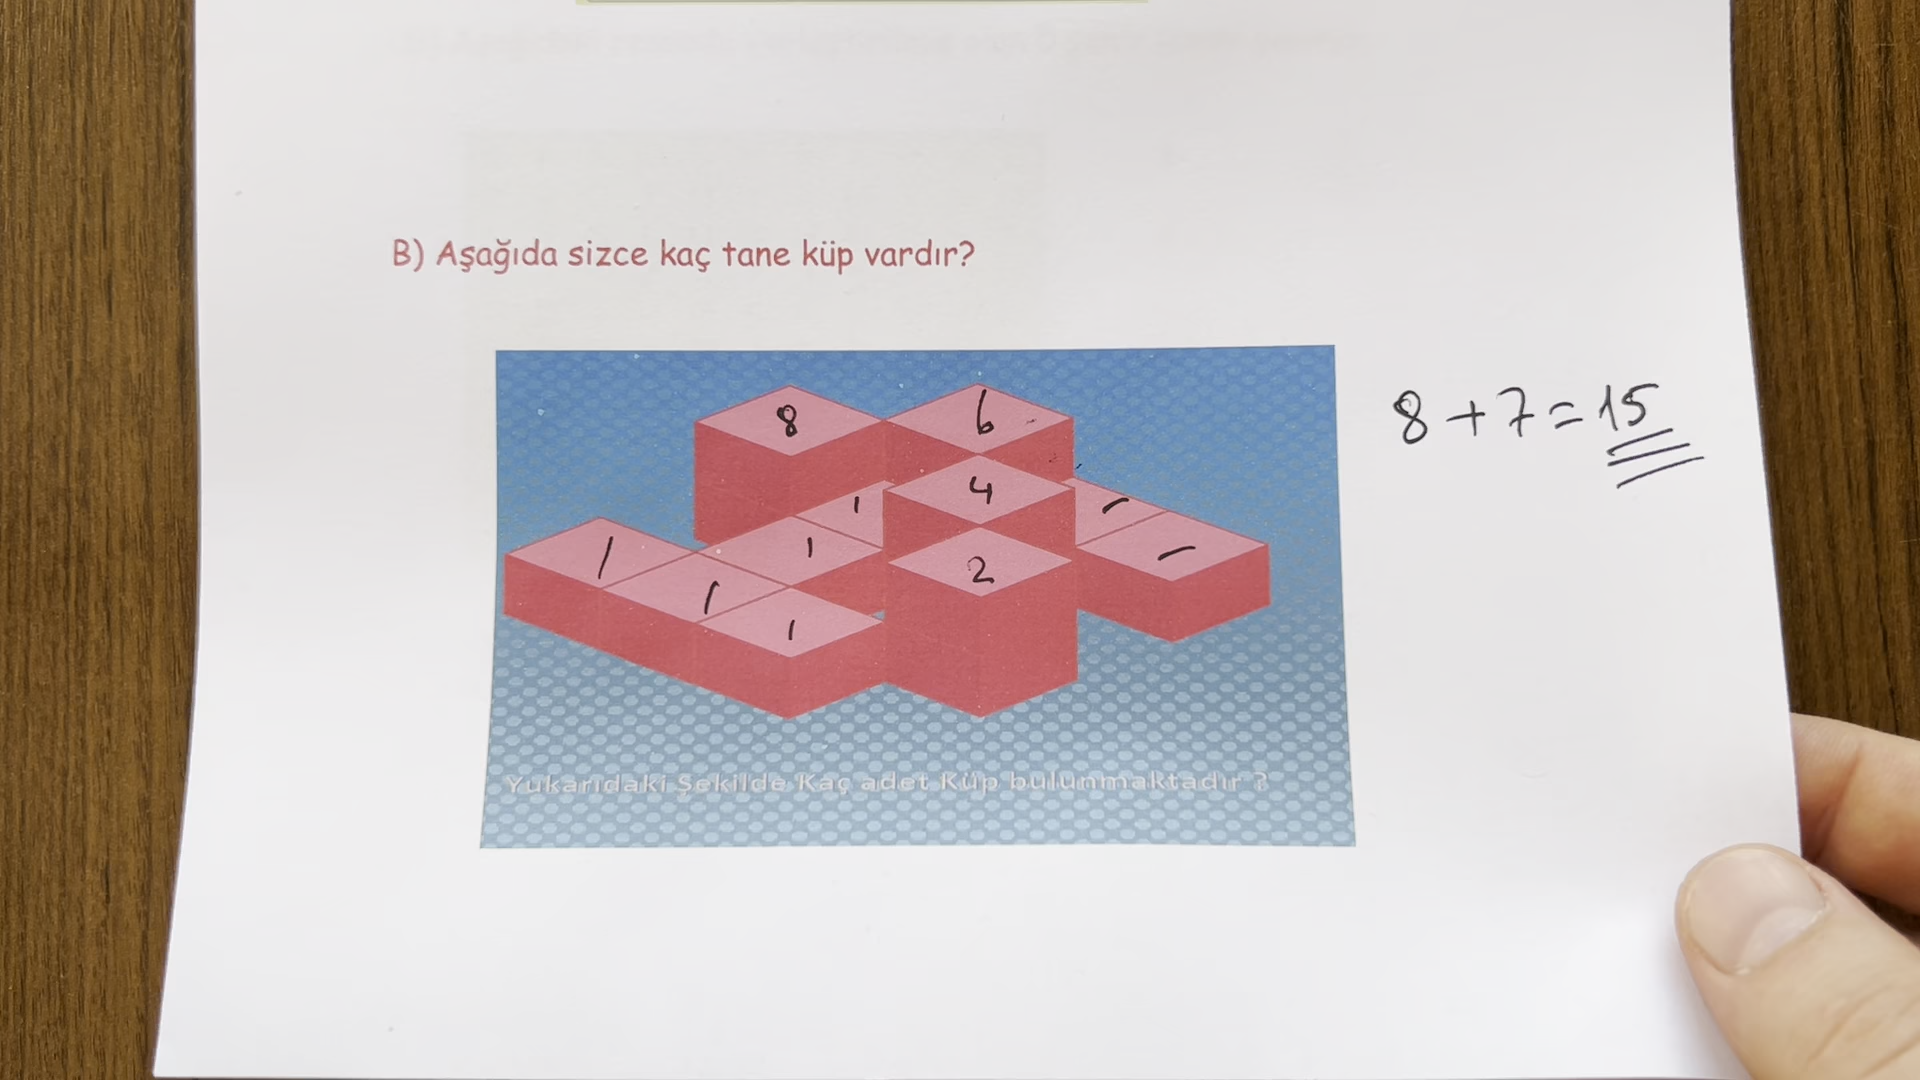 B) Aşağıda sizce kaç tane küp vardır?
8 + 7 = 15
8 6
1 4 -
1 1 -
1 2
1
Yukarıdaki Şekilde Kaç adet Küp bulunmaktadır ?